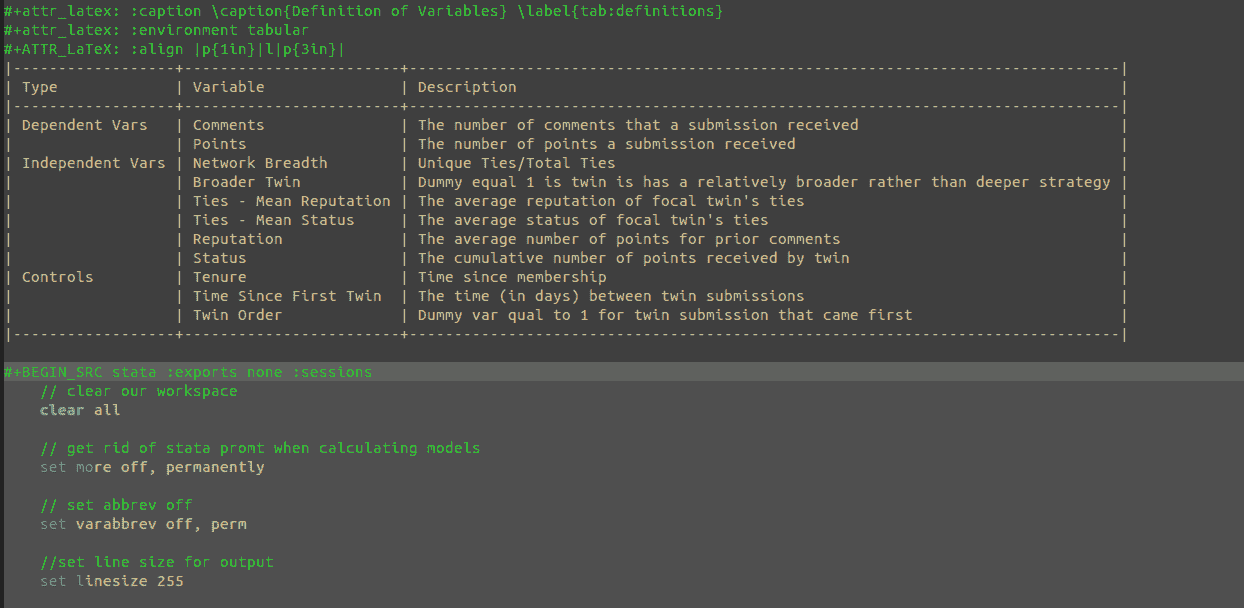 #+attr_latex: :caption \caption{Definition of Variables} \label{tab:definitions}
#+attr_latex: :environment tabular
#+ATTR_LaTeX: :align |p{1in}|l|p{3in}|
|------------------+------------------------+-------------------------------------------------------------------------------|
| Type             | Variable               | Description                                                                   |
|------------------+------------------------+-------------------------------------------------------------------------------|
| Dependent Vars   | Comments               | The number of comments that a submission received                             |
|                  | Points                 | The number of points a submission received                                    |
| Independent Vars | Network Breadth        | Unique Ties/Total Ties                                                        |
|                  | Broader Twin           | Dummy equal 1 is twin is has a relatively broader rather than deeper strategy |
|                  | Ties - Mean Reputation | The average reputation of focal twin's ties                                   |
|                  | Ties - Mean Status     | The average status of focal twin's ties                                       |
|                  | Reputation             | The average number of points for prior comments                               |
|                  | Status                 | The cumulative number of points received by twin                              |
| Controls         | Tenure                 | Time since membership                                                         |
|                  | Time Since First Twin  | The time (in days) between twin submissions                                   |
|                  | Twin Order             | Dummy var qual to 1 for twin submission that came first                       |
|------------------+------------------------+-------------------------------------------------------------------------------|
#+BEGIN_SRC stata :exports none :sessions
    // clear our workspace
    clear all
    // get rid of stata promt when calculating models
    set more off, permanently
    // set abbrev off
    set varabbrev off, perm
    //set line size for output
    set linesize 255